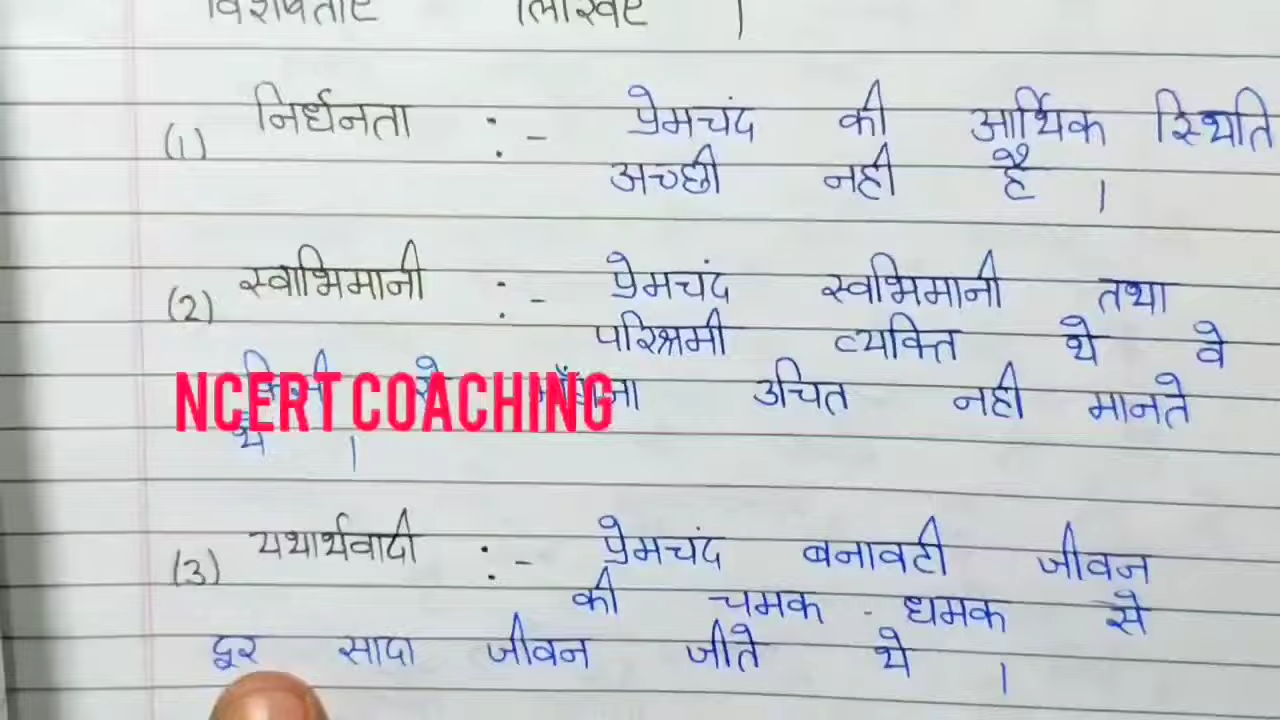 विशेषताएँ लिखिए ।
(1) निर्धनता :- प्रेमचंद की आर्थिक स्थिति
अच्छी नही है ।
(2) स्वाभिमानी :- प्रेमचंद स्वभिमानी तथा
परिश्रमी व्यक्ति थे वे
उचित नही मानते
NCERT COACHING
थे ।
(3) यथार्थवादी :- प्रेमचंद बनावटी जीवन
की चमक - धमक से
दूर सादा जीवन जीते थे ।